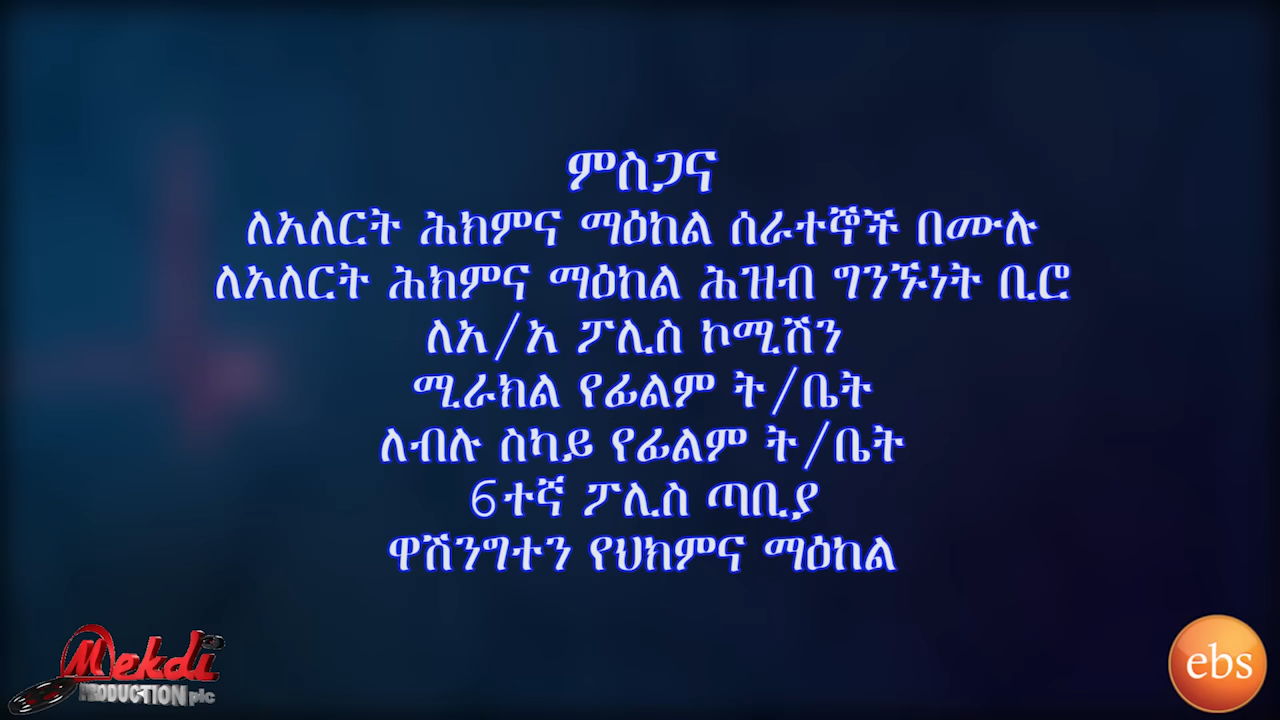 ምስጋና
ለአለርት ሕክምና ማዕከል ሰራተኞች በሙሉ
ለአለርት ሕክምና ማዕከል ሕዝብ ግንኙነት ቢሮ
ለአ/አ ፖሊስ ኮሚሽን
ሚራክል የፊልም ት/ቤት
ለብሉ ስካይ የፊልም ት/ቤት
6ተኛ ፖሊስ ጣቢያ
ዋሽንግተን የህክምና ማዕከል
Mekdi
PRODUCTION plc
ebs